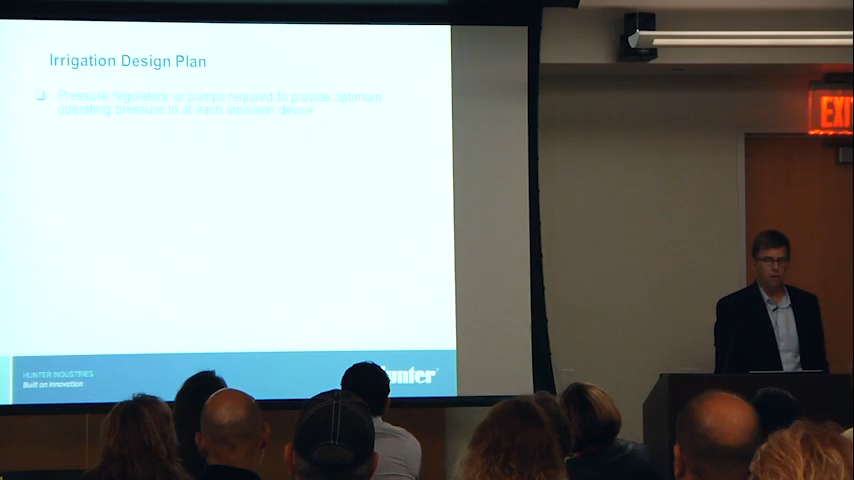 Irrigation Design Plan
Pressure regulators or pumps required to provide optimum
operating pressure to at each emission device
HUNTER INDUSTRIES
Built on Innovation
Hunter®
EXIT